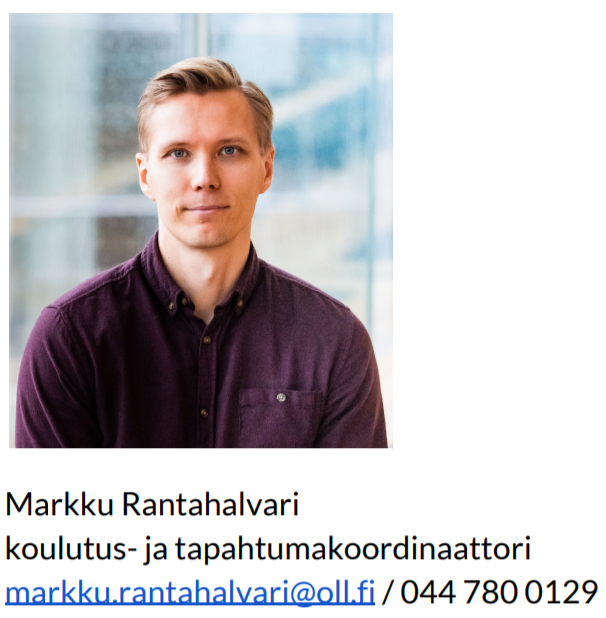 Markku Rantahalvari
koulutus- ja tapahtumakoordinaattori
markku.rantahalvari@oll.fi / 044 780 0129